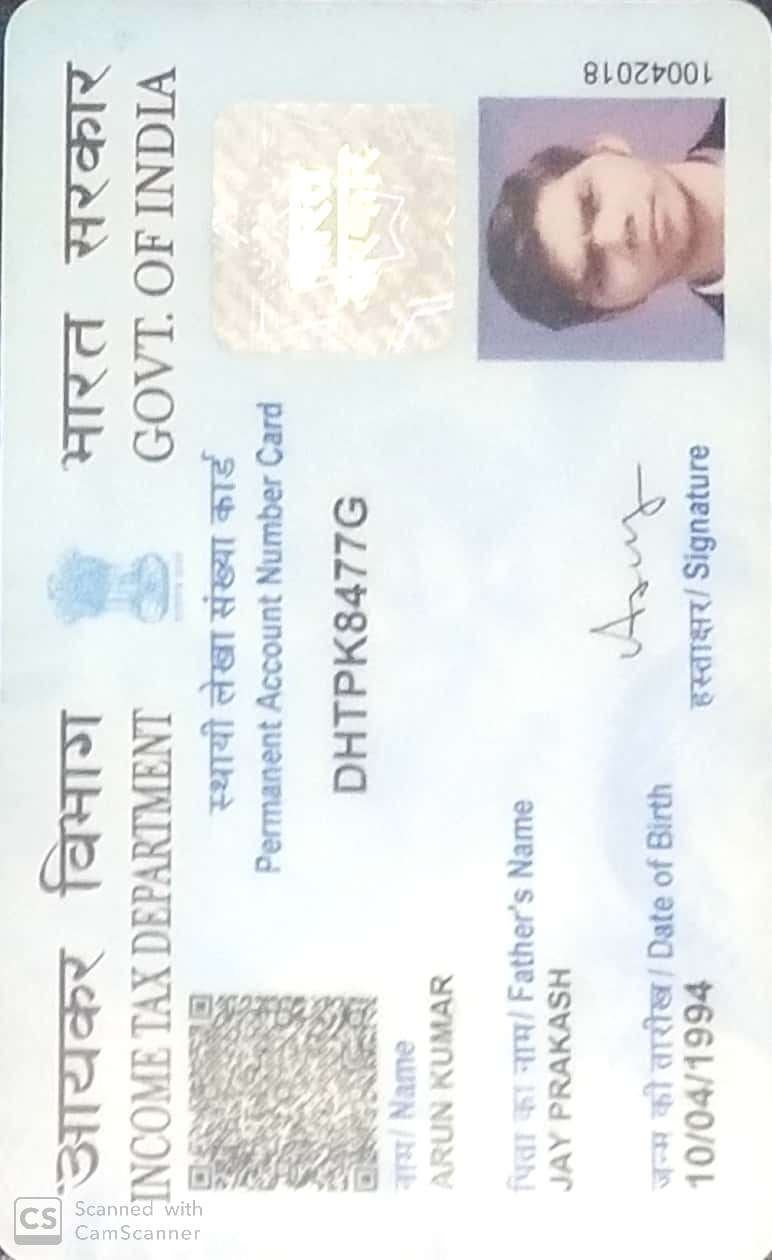 आयकर विभाग
INCOME TAX DEPARTMENT
भारत सरकार
GOVT. OF INDIA
स्थायी लेखा संख्या कार्ड
Permanent Account Number Card
DHTPK8477G
नाम / Name
ARUN KUMAR
पिता का नाम / Father's Name
JAY PRAKASH
जन्म की तारीख / Date of Birth
10/04/1994
हस्ताक्षर / Signature
10042018
भारत
CS
Scanned with
CamScanner